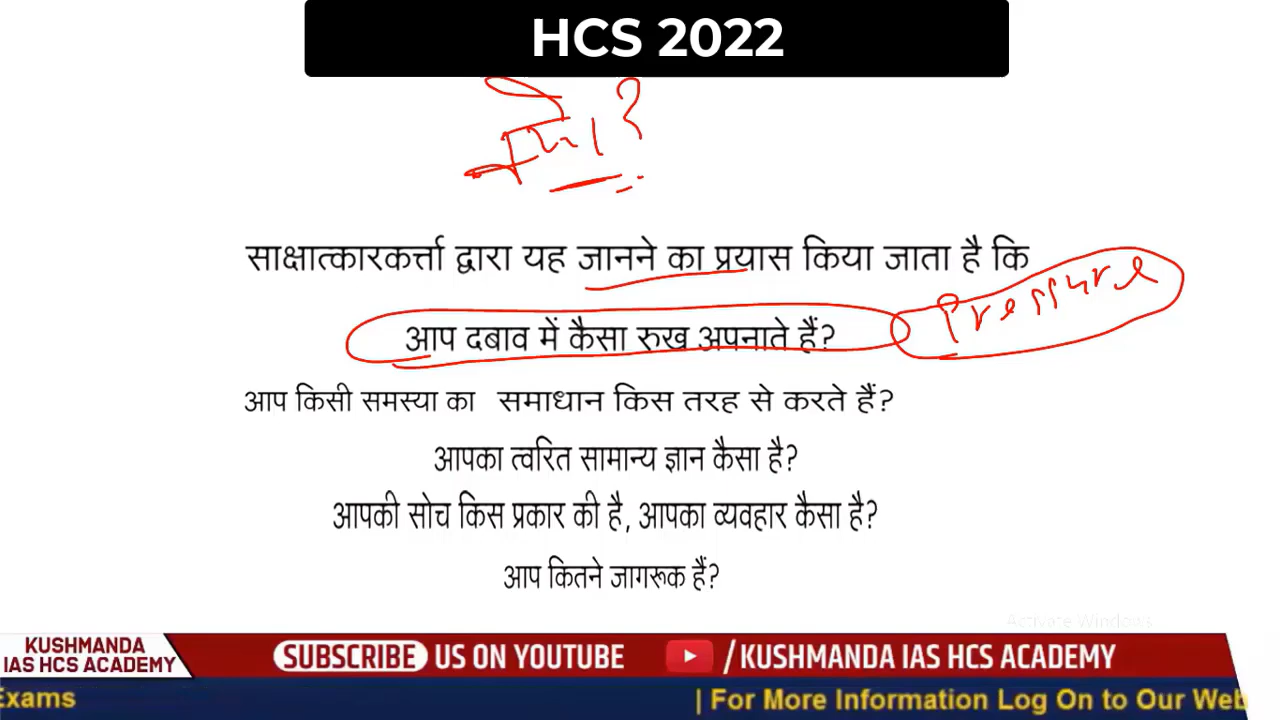 HCS 2022
साक्षात्कारकर्त्ता द्वारा यह जानने का प्रयास किया जाता है कि
Pressure
आप दबाव में कैसा रुख अपनाते हैं?
आप किसी समस्या का समाधान किस तरह से करते हैं?
आपका त्वरित सामान्य ज्ञान कैसा है?
आपकी सोच किस प्रकार की है, आपका व्यवहार कैसा है?
आप कितने जागरूक हैं?
Activate Windows
KUSHMANDA
IAS HCS ACADEMY
SUBSCRIBE US ON YOUTUBE
/KUSHMANDA IAS HCS ACADEMY
Exams
| For More Information Log On to Our Web